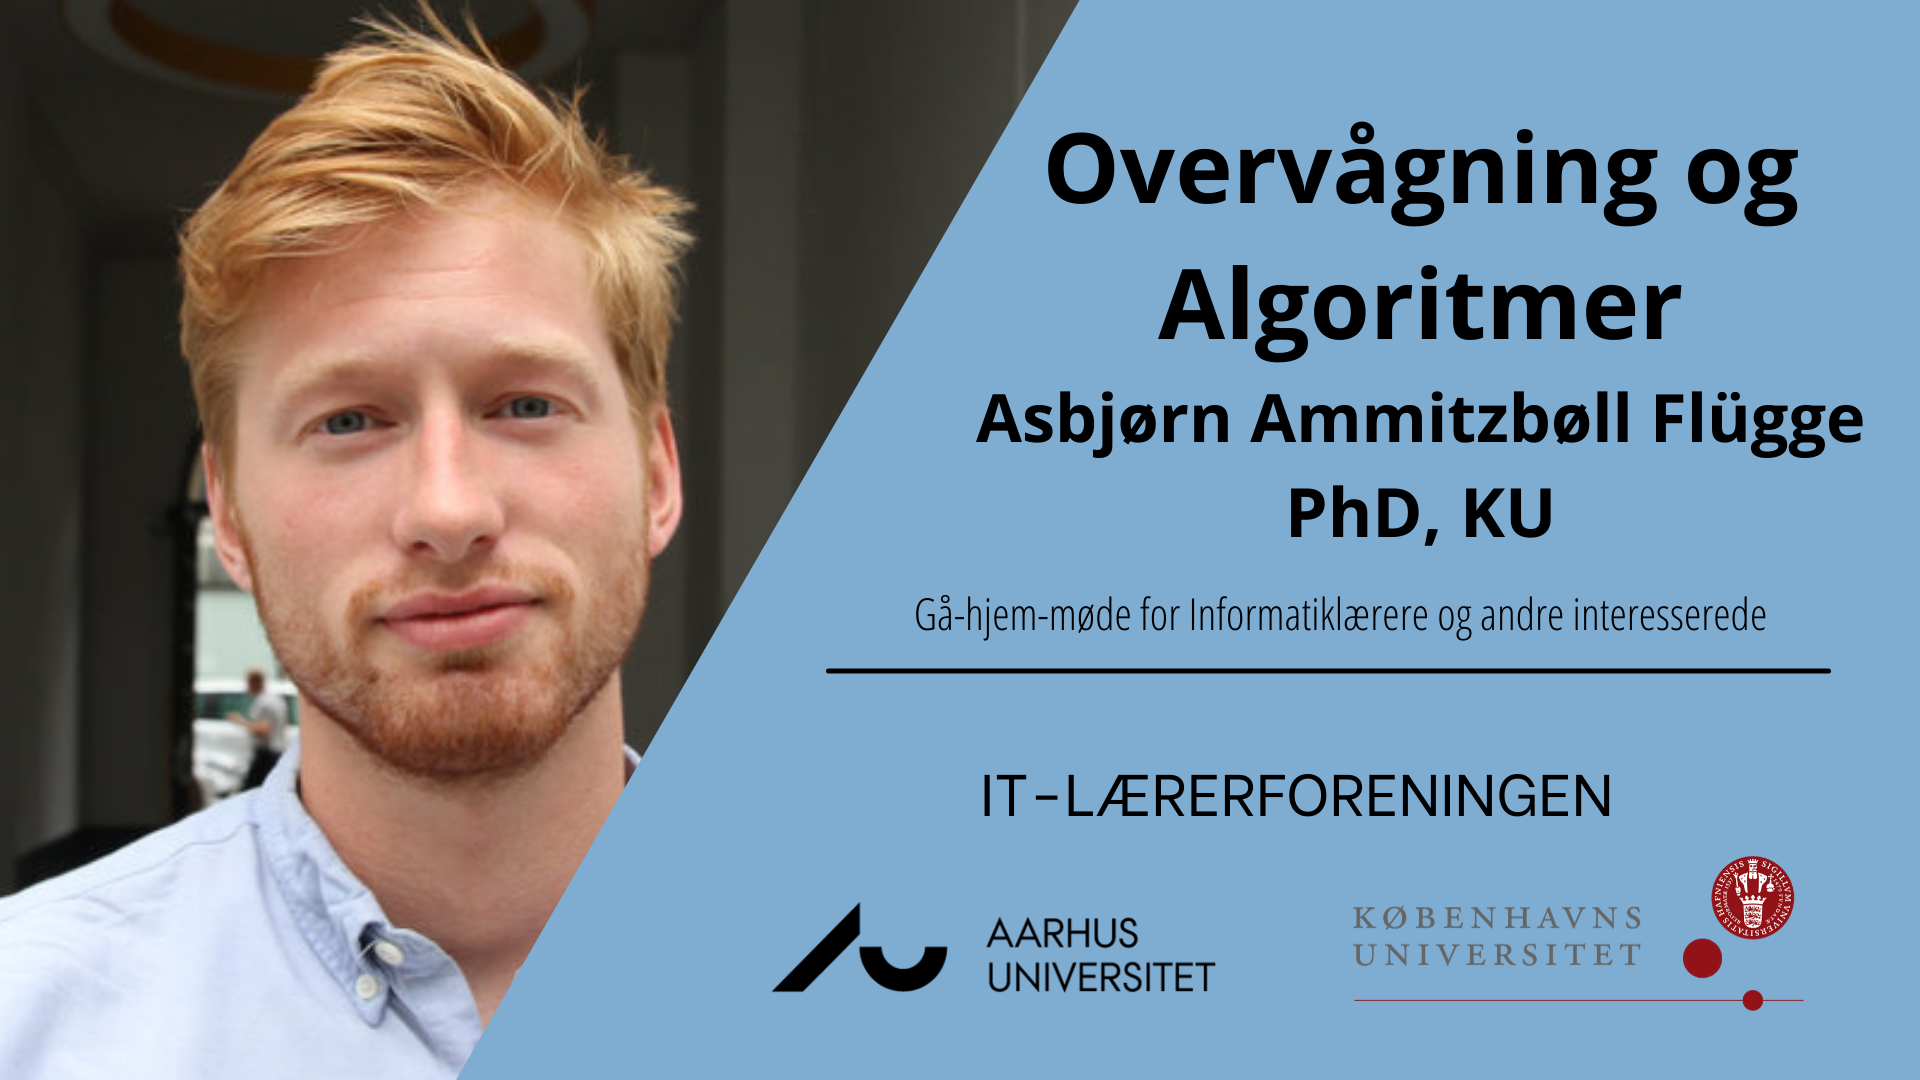 Overvågning og
Algoritmer
Asbjørn Ammitzbøll Flügge
PhD, KU
Gå-hjem-møde for Informatiklærere og andre interesserede
IT-LÆRERFORENINGEN
AARHUS
UNIVERSITET
KØBENHAVNS
UNIVERSITET